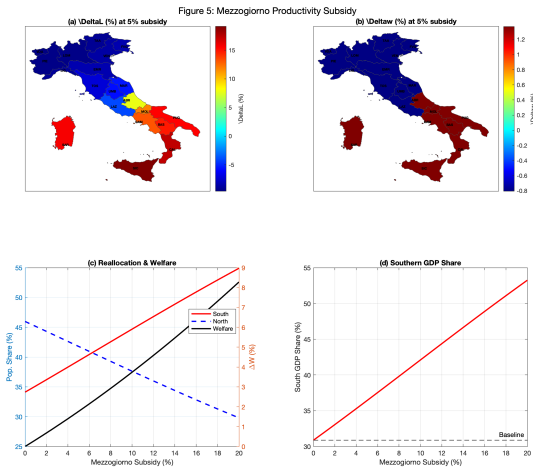 Figure 5: Mezzogiorno Productivity Subsidy
(a) \DeltaL (%) at 5% subsidy
15
10
5
0
-5
\DeltaL (%)
(b) \Deltaw (%) at 5% subsidy
1.2
1
0.8
0.6
0.4
0.2
0
-0.2
-0.4
-0.6
-0.8
(c) Reallocation & Welfare
55
50
45
40
35
30
25
Pop. Share (%)
9
8
7
6
5
4
3
2
1
0
ΔW (%)
South
North
Welfare
0 2 4 6 8 10 12 14 16 18 20
Mezzogiorno Subsidy (%)
(d) Southern GDP Share
55
50
45
40
35
30
South GDP Share (%)
Baseline
0 2 4 6 8 10 12 14 16 18 20
Mezzogiorno Subsidy (%)